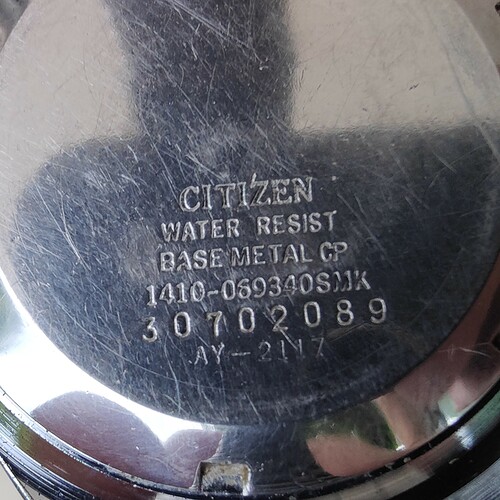 CITIZEN
WATER RESIST
BASE METAL CP
1410-069340SMK
30702089
AY-2117